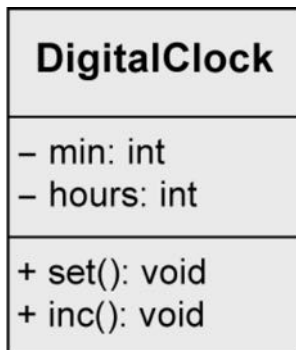 DigitalClock
– min: int
– hours: int
+ set(): void
+ inc(): void